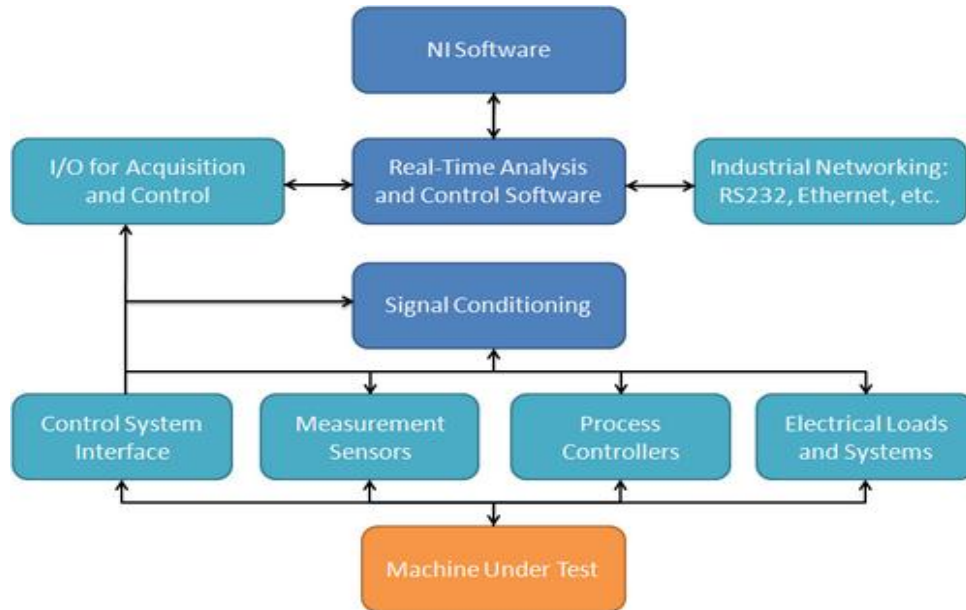 NI Software
I/O for Acquisition
and Control
Real-Time Analysis
and Control Software
Industrial Networking:
RS232, Ethernet, etc.
Signal Conditioning
Control System
Interface
Measurement
Sensors
Process
Controllers
Electrical Loads
and Systems
Machine Under Test